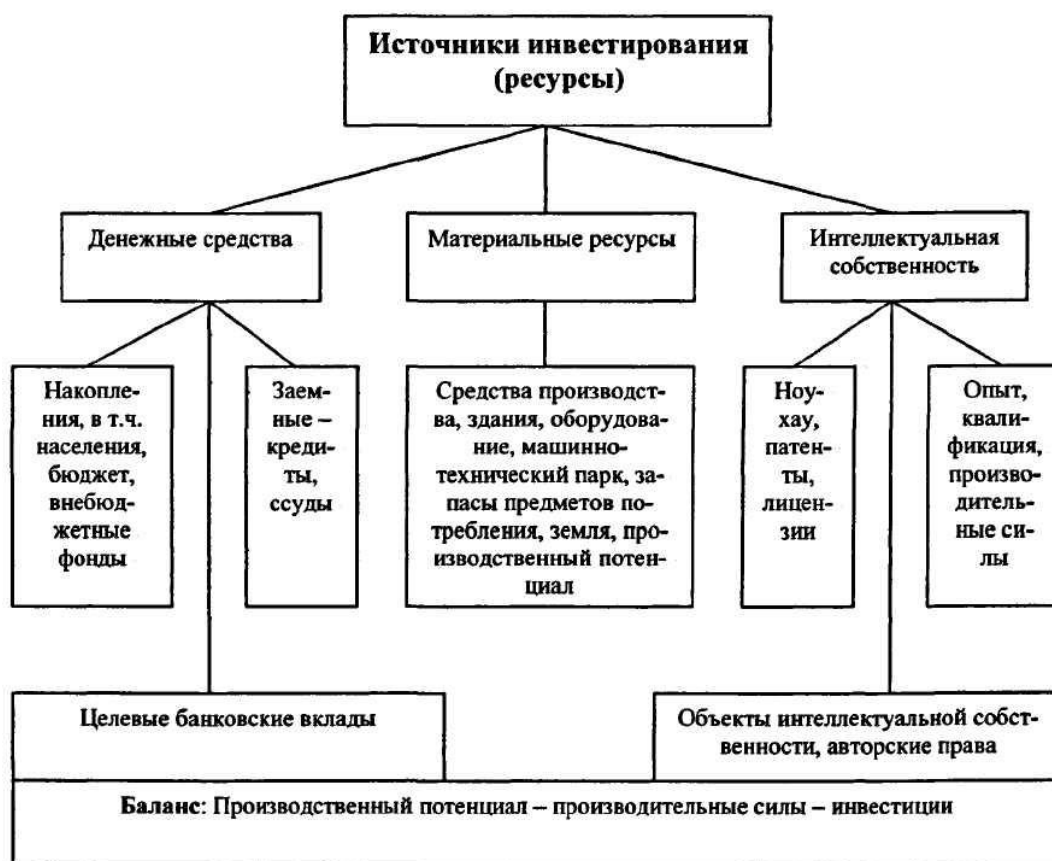 Источники инвестирования
(ресурсы)
Денежные средства
Материальные ресурсы
Интеллектуальная
собственность
Накопле-
ния, в т.ч.
населения,
бюджет,
внебюд-
жетные
фонды
Заем-
ные –
креди-
ты,
ссуды
Средства производст-
ва, здания, оборудова-
ние, машинно-
технический парк, за-
пасы предметов по-
требления, земля, про-
изводственный потен-
циал
Ноу-
хау,
патен-
ты,
лицен-
зии
Опыт,
квали-
фикация,
произво-
дитель-
ные си-
лы
Целевые банковские вклады
Объекты интеллектуальной собст-
венности, авторские права
Баланс: Производственный потенциал – производительные силы – инвестиции